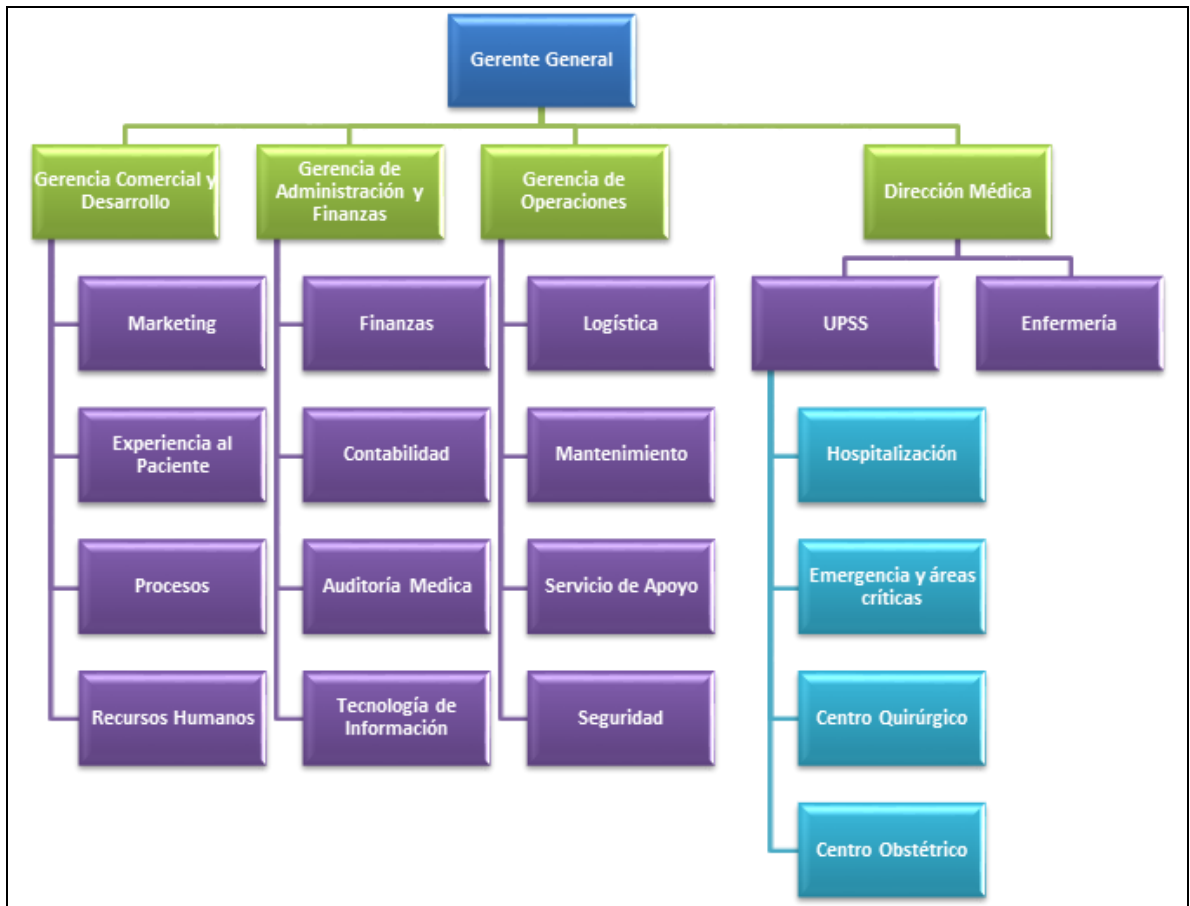 Gerente General
Gerencia Comercial y
Desarrollo
Gerencia de
Administración y
Finanzas
Gerencia de
Operaciones
Dirección Médica
Marketing
Finanzas
Logística
UPSS
Enfermería
Experiencia al
Paciente
Contabilidad
Mantenimiento
Hospitalización
Procesos
Auditoría Medica
Servicio de Apoyo
Emergencia y áreas
críticas
Recursos Humanos
Tecnología de
Información
Seguridad
Centro Quirúrgico
Centro Obstétrico